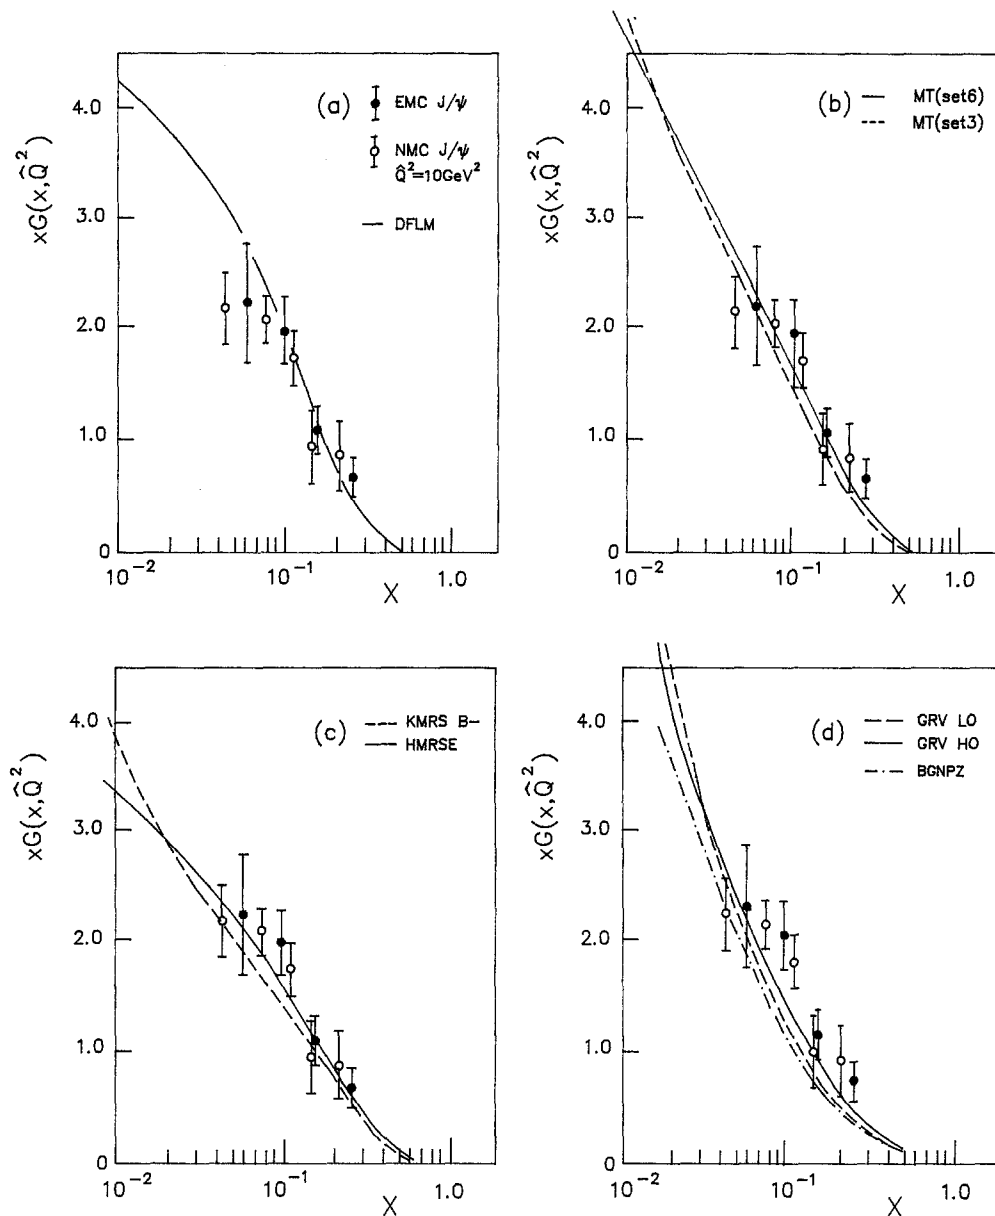 (a)
EMC J/ψ
NMC J/ψ
Q̂²=10GeV²
DFLM
4.0
3.0
2.0
1.0
0
xG(x,Q̂²)
10⁻² 10⁻¹ 1.0
X
(b)
MT(set6)
MT(set3)
4.0
3.0
2.0
1.0
0
xG(x,Q̂²)
10⁻² 10⁻¹ 1.0
X
(c)
KMRS B-
HMRSE
4.0
3.0
2.0
1.0
0
xG(x,Q̂²)
10⁻² 10⁻¹ 1.0
X
(d)
GRV LO
GRV HO
BGNPZ
4.0
3.0
2.0
1.0
0
xG(x,Q̂²)
10⁻² 10⁻¹ 1.0
X